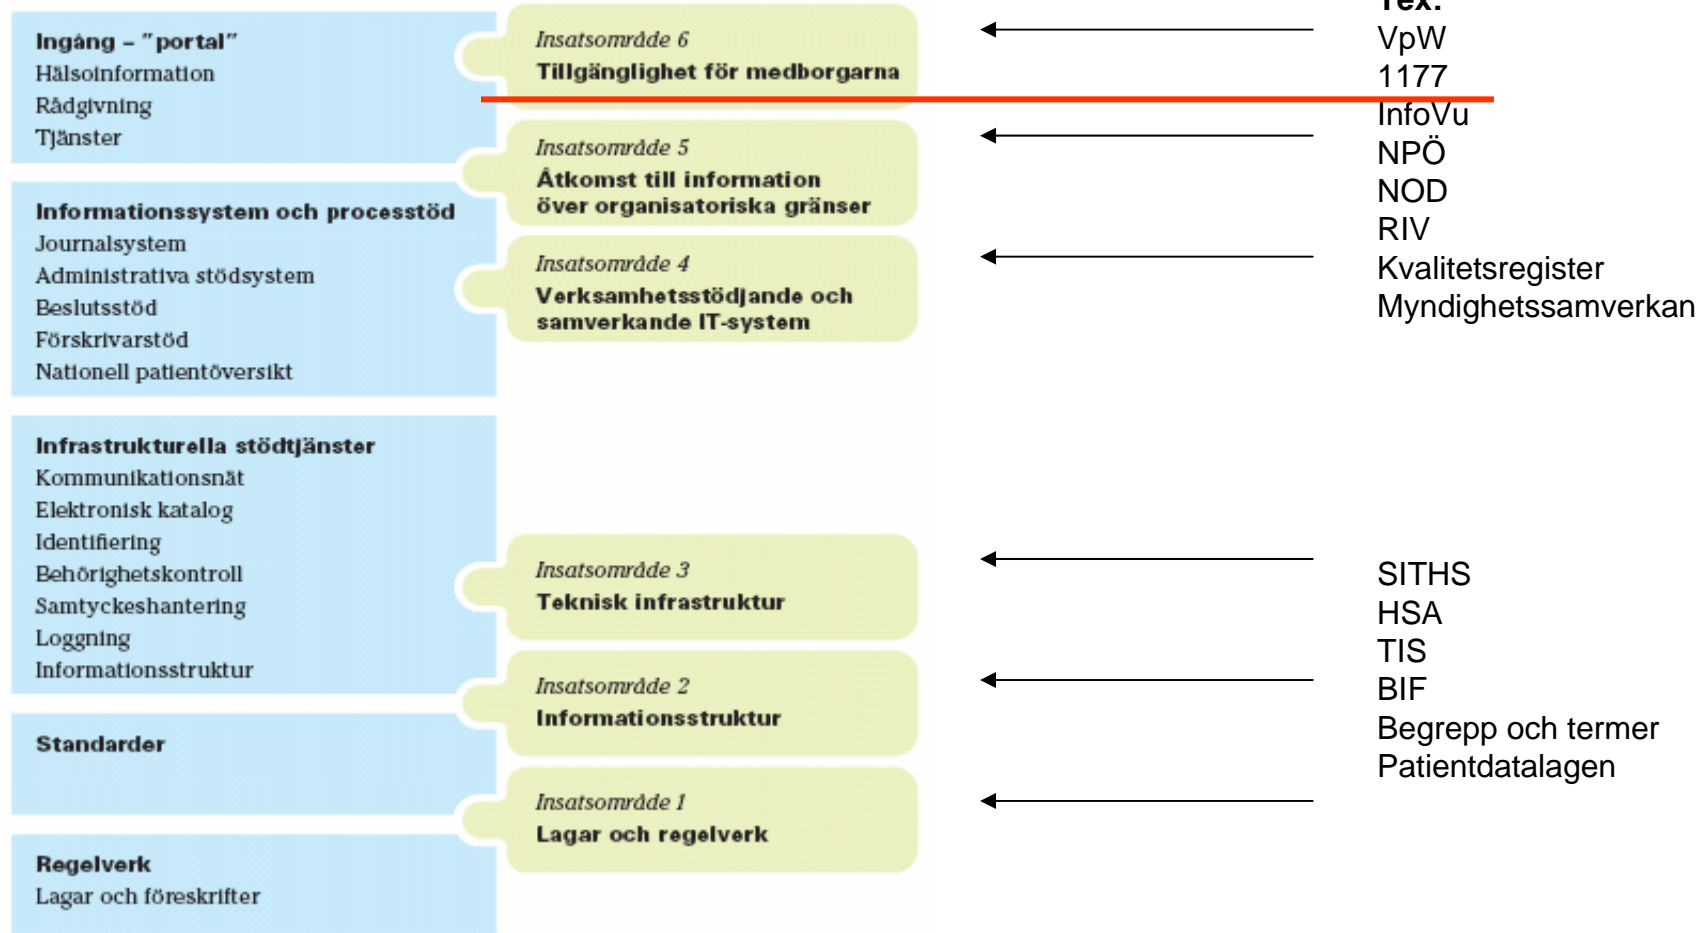 Ingång – ”portal”
Hälsoinformation
Rådgivning
Tjänster
Informationssystem och processtöd
Journalsystem
Administrativa stödsystem
Beslutsstöd
Förskrivarstöd
Nationell patientöversikt
Infrastrukturella stödtjänster
Kommunikationsnät
Elektronisk katalog
Identifiering
Behörighetskontroll
Samtyckeshantering
Loggning
Informationsstruktur
Standarder
Regelverk
Lagar och föreskrifter
Insatsområde 6
Tillgänglighet för medborgarna
Insatsområde 5
Åtkomst till information
över organisatoriska gränser
Insatsområde 4
Verksamhetsstödjande och
samverkande IT-system
Insatsområde 3
Teknisk infrastruktur
Insatsområde 2
Informationsstruktur
Insatsområde 1
Lagar och regelverk
Tex:
VpW
1177
InfoVu
NPÖ
NOD
RIV
Kvalitetsregister
Myndighetssamverkan
SITHS
HSA
TIS
BIF
Begrepp och termer
Patientdatalagen